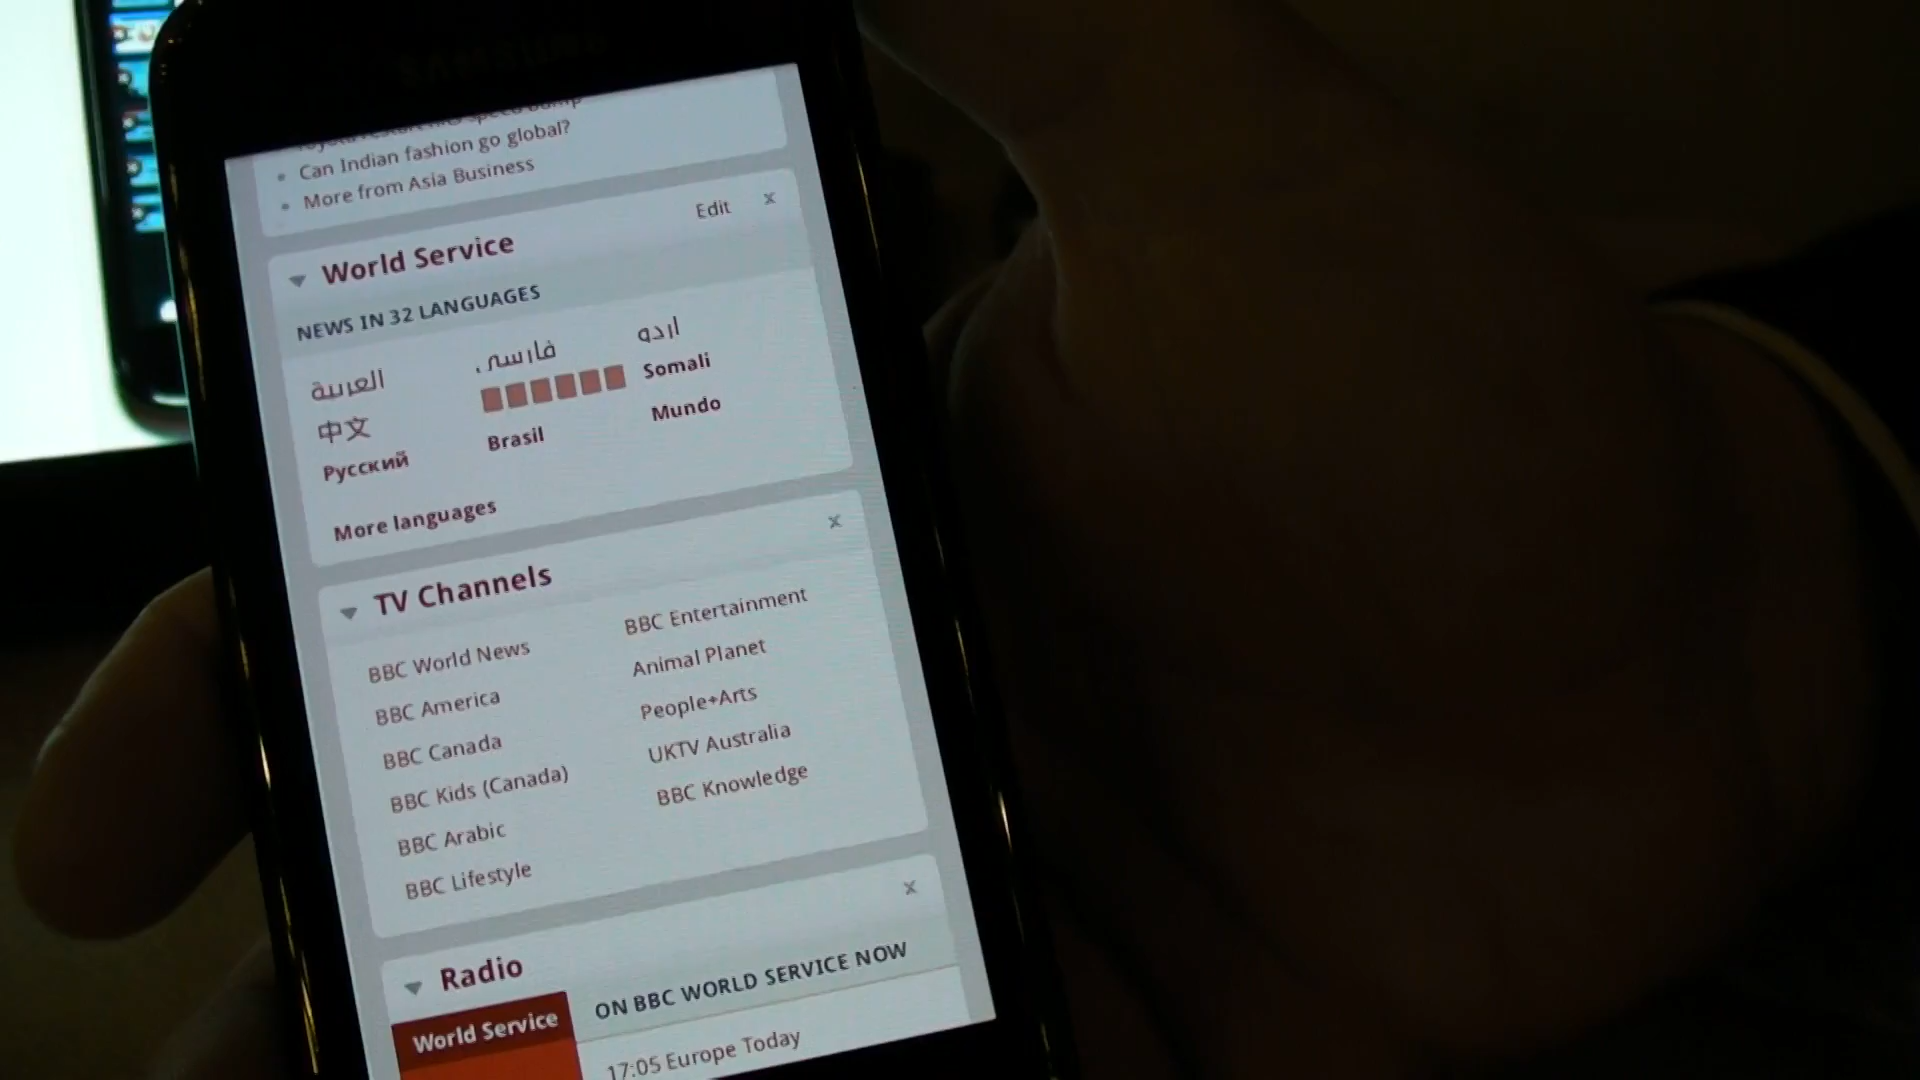 Can Indian fashion go global?
More from Asia Business
World Service
Edit
x
NEWS IN 32 LANGUAGES
العربية
فارسی
اردو
中文
Somali
Русский
Brasil
Mundo
More languages
TV Channels
x
BBC World News
BBC America
BBC Canada
BBC Kids (Canada)
BBC Arabic
BBC Lifestyle
BBC Entertainment
Animal Planet
People+Arts
UKTV Australia
BBC Knowledge
Radio
x
World Service
ON BBC WORLD SERVICE NOW
17:05 Europe Today